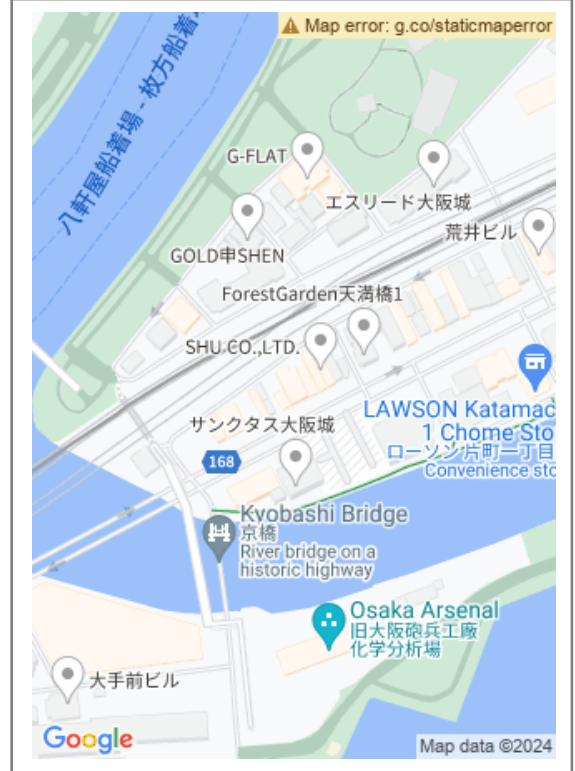 Map error: g.co/staticmaperror
八軒屋船着場 - 枚方船着
G-FLAT
エスリード大阪城
荒井ビル
GOLD申SHEN
ForestGarden天満橋1
SHU CO.,LTD.
LAWSON Katamac
1 Chome Sto
ローソン片町一丁目
Convenience sto
サンクタス大阪城
168
Kyobashi Bridge
京橋
River bridge on a
historic highway
Osaka Arsenal
旧大阪砲兵工廠
化学分析場
大手前ビル
Google
Map data ©2024